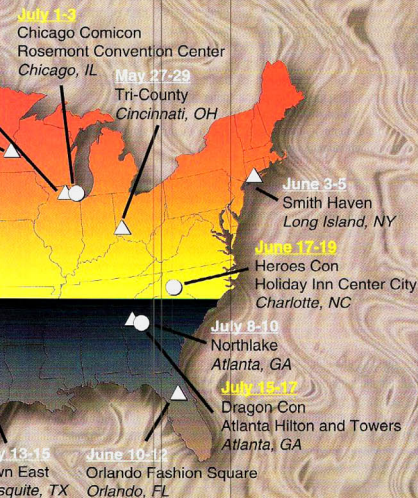 July 1-3
Chicago Comicon
Rosemont Convention Center
Chicago, IL
May 27-29
Tri-County
Cincinnati, OH
June 3-5
Smith Haven
Long Island, NY
June 17-19
Heroes Con
Holiday Inn Center City
Charlotte, NC
July 8-10
Northlake
Atlanta, GA
July 15-17
Dragon Con
Atlanta Hilton and Towers
Atlanta, GA
13-15
East
TX
June 10-12
Orlando Fashion Square
Orlando, FL